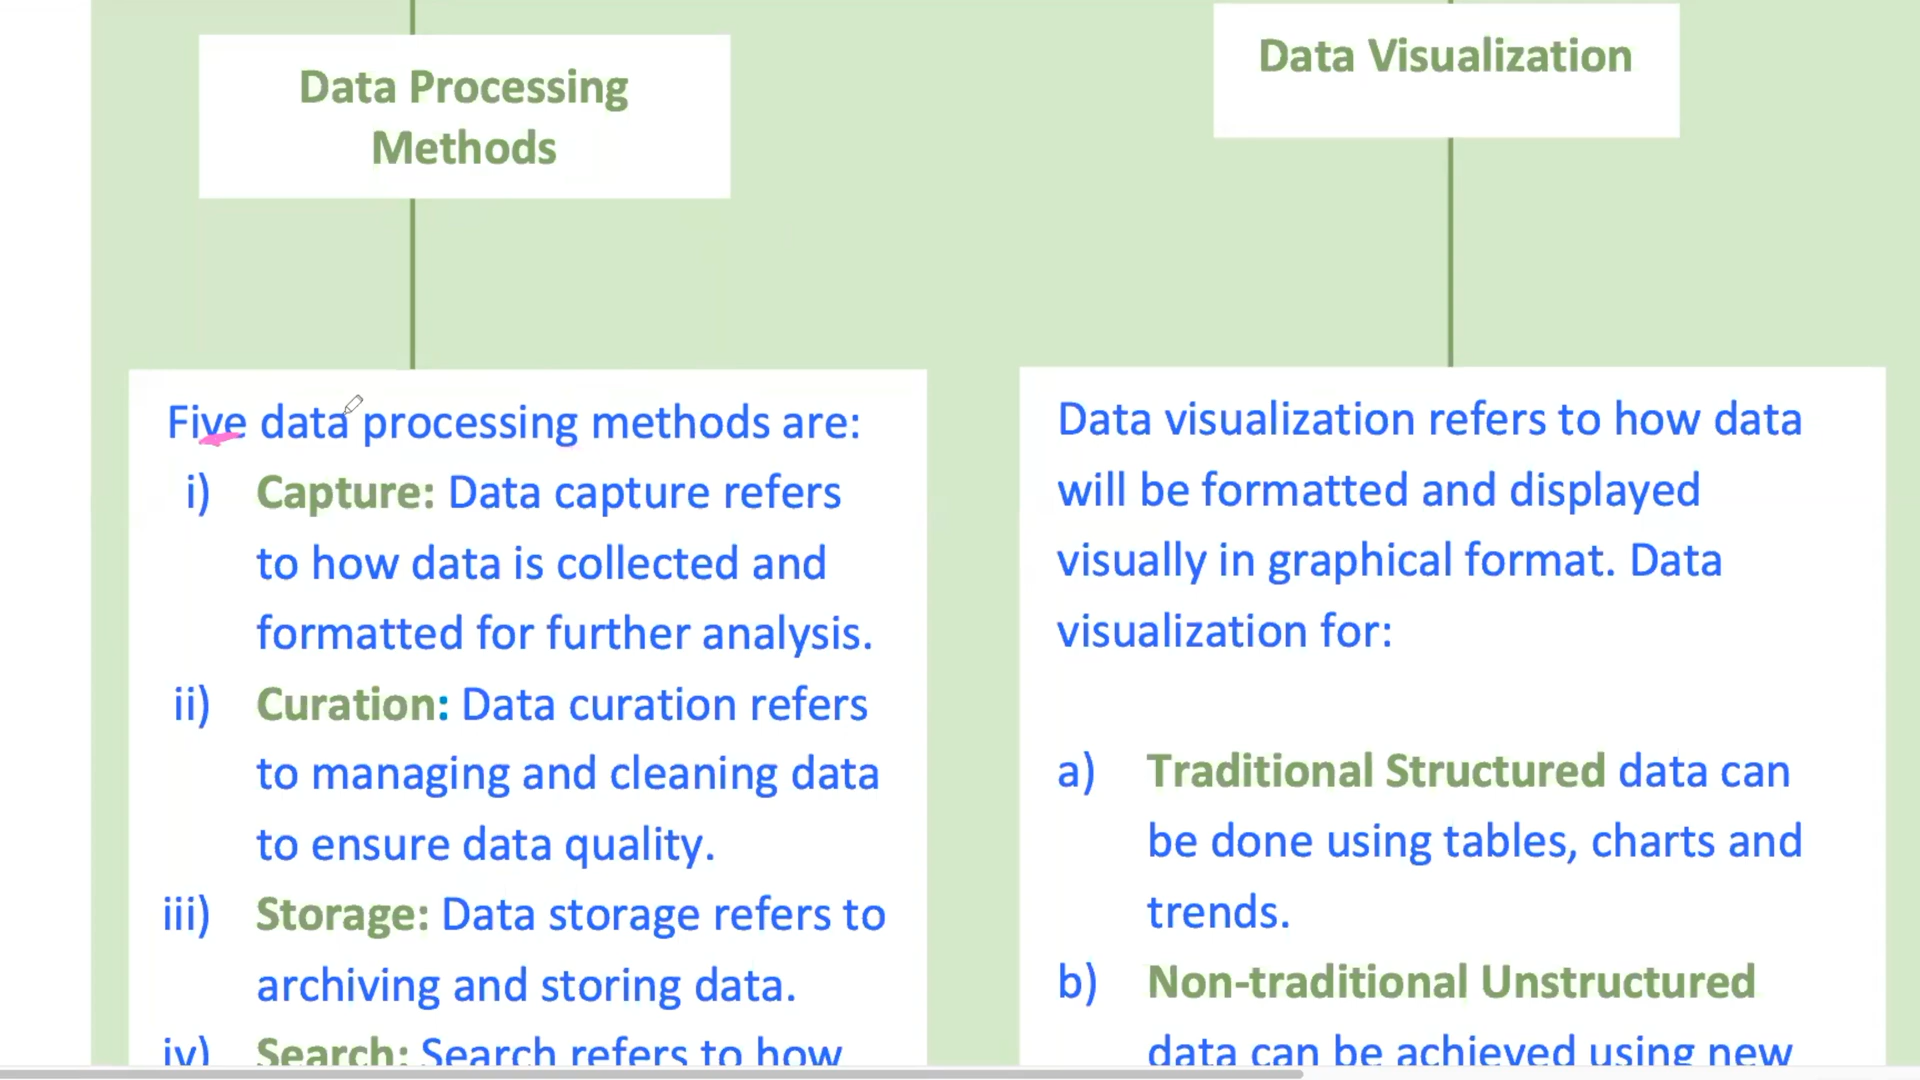 Data Processing
Methods
Five data processing methods are:
i) Capture: Data capture refers
to how data is collected and
formatted for further analysis.
ii) Curation: Data curation refers
to managing and cleaning data
to ensure data quality.
iii) Storage: Data storage refers to
archiving and storing data.
iv) Search: Search refers to how
Data Visualization
Data visualization refers to how data
will be formatted and displayed
visually in graphical format. Data
visualization for:
a) Traditional Structured data can
be done using tables, charts and
trends.
b) Non-traditional Unstructured
data can be achieved using new